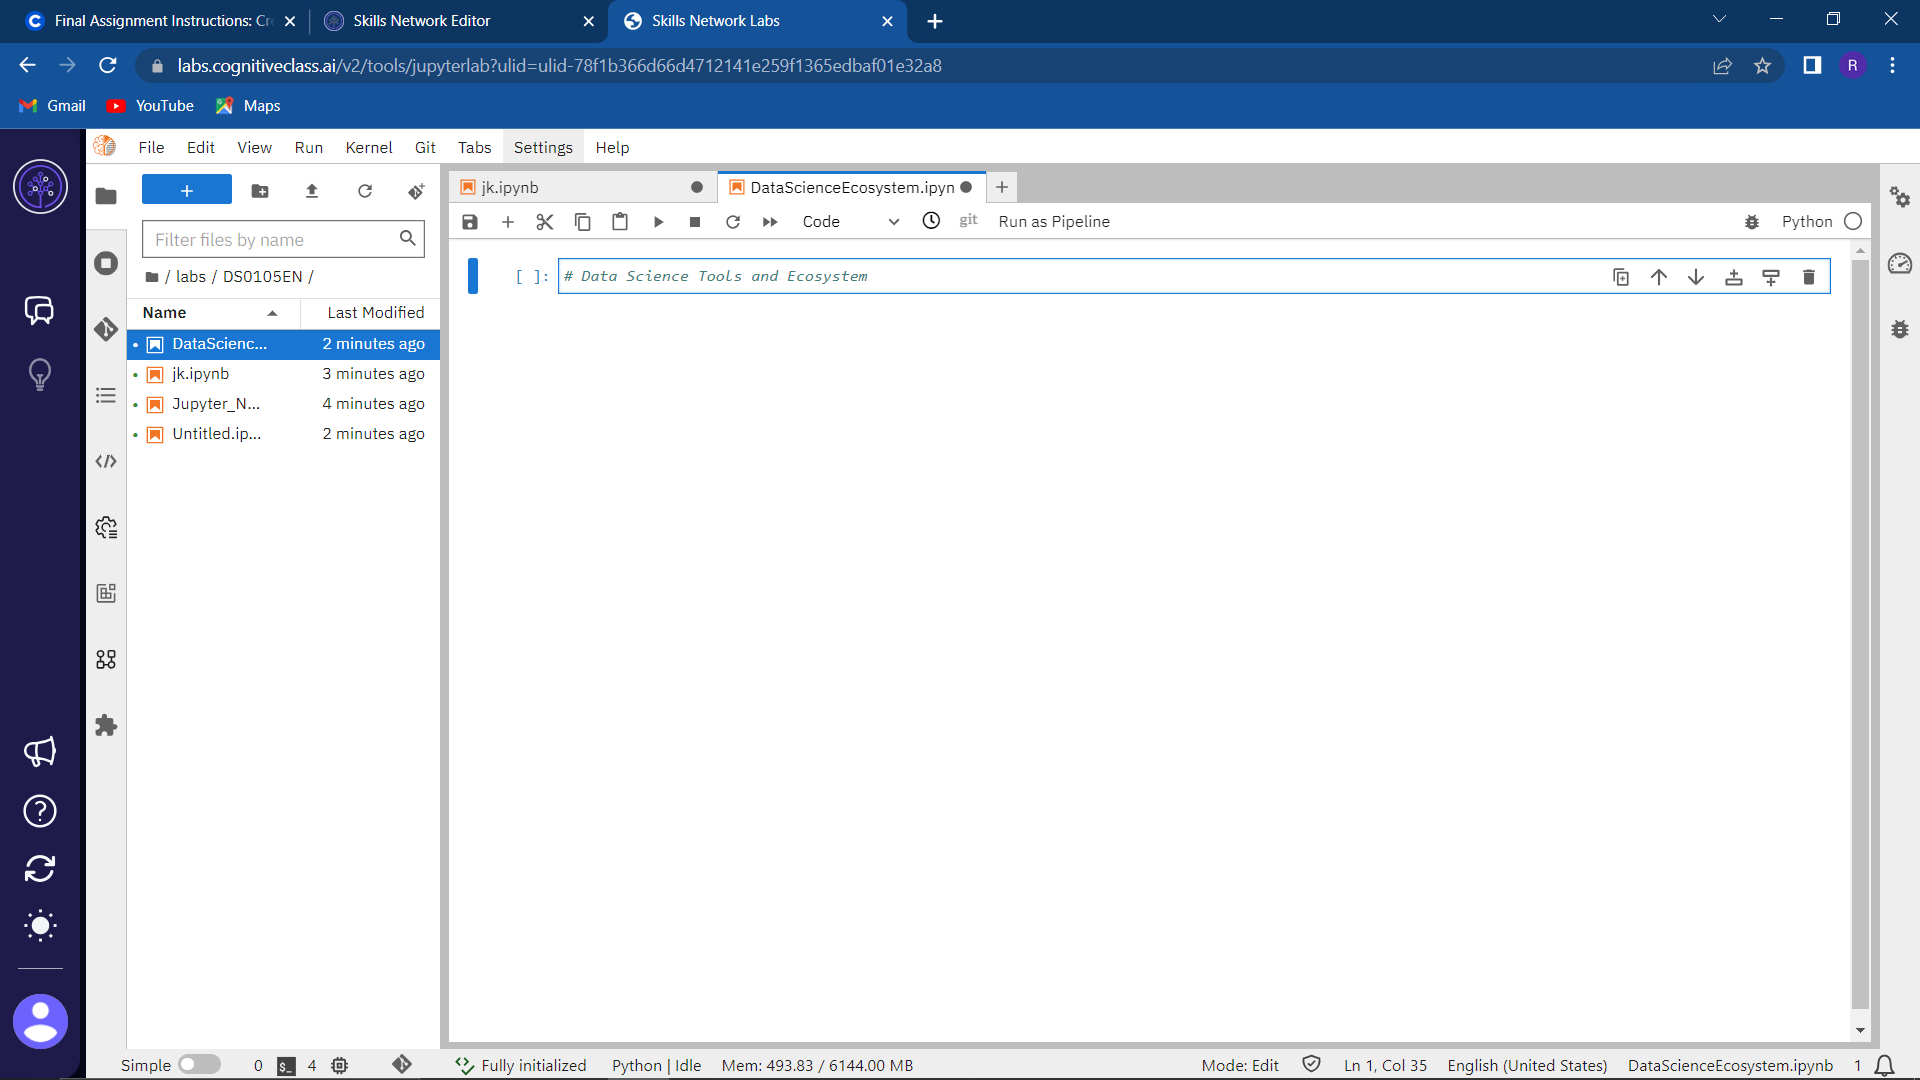 Final Assignment Instructions: Cr
Skills Network Editor
Skills Network Labs
labs.cognitiveclass.ai/v2/tools/jupyterlab?ulid=ulid-78f1b366d66d4712141e259f1365edbaf01e32a8
R
Gmail
YouTube
Maps
File Edit View Run Kernel Git Tabs Settings Help
jk.ipynb
DataScienceEcosystem.ipyn
Code
git
Run as Pipeline
Python
Filter files by name
/ labs / DS0105EN /
Name Last Modified
DataScienc... 2 minutes ago
jk.ipynb 3 minutes ago
Jupyter_N... 4 minutes ago
Untitled.ip... 2 minutes ago
[ ]: # Data Science Tools and Ecosystem
Simple 0 $_ 4 Fully initialized Python | Idle Mem: 493.83 / 6144.00 MB Mode: Edit Ln 1, Col 35 English (United States) DataScienceEcosystem.ipynb 1